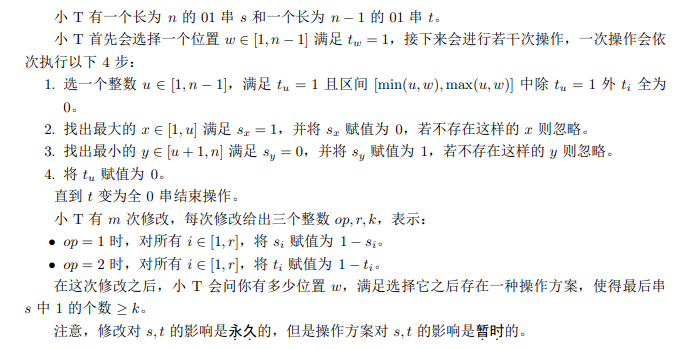 小 T 有一个长为 n 的 01 串 s 和一个长为 n − 1 的 01 串 t。
小 T 首先会选择一个位置 w ∈ [1, n − 1] 满足 t_w = 1，接下来会进行若干次操作，一次操作会依
次执行以下 4 步：
1. 选一个整数 u ∈ [1, n − 1]，满足 t_u = 1 且区间 [min(u, w), max(u, w)] 中除 t_u = 1 外 t_i 全为
0。
2. 找出最大的 x ∈ [1, u] 满足 s_x = 1，并将 s_x 赋值为 0，若不存在这样的 x 则忽略。
3. 找出最小的 y ∈ [u + 1, n] 满足 s_y = 0，并将 s_y 赋值为 1，若不存在这样的 y 则忽略。
4. 将 t_u 赋值为 0。
直到 t 变为全 0 串结束操作。
小 T 有 m 次修改，每次修改给出三个整数 op, r, k，表示：
• op = 1 时，对所有 i ∈ [1, r]，将 s_i 赋值为 1 − s_i。
• op = 2 时，对所有 i ∈ [1, r]，将 t_i 赋值为 1 − t_i。
在这次修改之后，小 T 会问你有多少位置 w，满足选择它之后存在一种操作方案，使得最后串
s 中 1 的个数 ≥ k。
注意，修改对 s, t 的影响是永久的，但是操作方案对 s, t 的影响是暂时的。